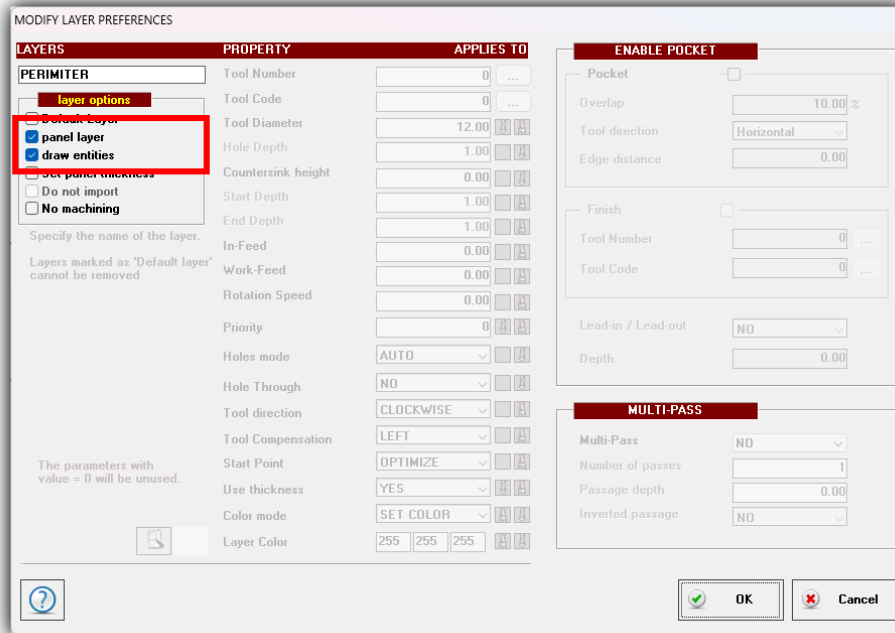 MODIFY LAYER PREFERENCES
LAYERS
PERIMITER
layer options
Default Layer
panel layer
draw entities
Set panel thickness
Do not import
No machining
Specify the name of the layer.
Layers marked as 'Default layer'
cannot be removed
The parameters with
value = 0 will be unused.
PROPERTY APPLIES TO
Tool Number 0 ...
Tool Code 0 ...
Tool Diameter 12.00
Hole Depth 1.00
Countersink height 0.00
Start Depth 1.00
End Depth 1.00
In-Feed 0.00
Work-Feed 0.00
Rotation Speed 0.00
Priority 0
Holes mode AUTO
Hole Through NO
Tool direction CLOCKWISE
Tool Compensation LEFT
Start Point OPTIMIZE
Use thickness YES
Color mode SET COLOR
Layer Color 255 255 255
ENABLE POCKET
Pocket
Overlap 10.00 %
Tool direction Horizontal
Edge distance 0.00
Finish
Tool Number 0 ...
Tool Code 0 ...
Lead-in / Lead-out NO
Depth 0.00
MULTI-PASS
Multi-Pass NO
Number of passes 1
Passage depth 0.00
Inverted passage NO
? OK Cancel